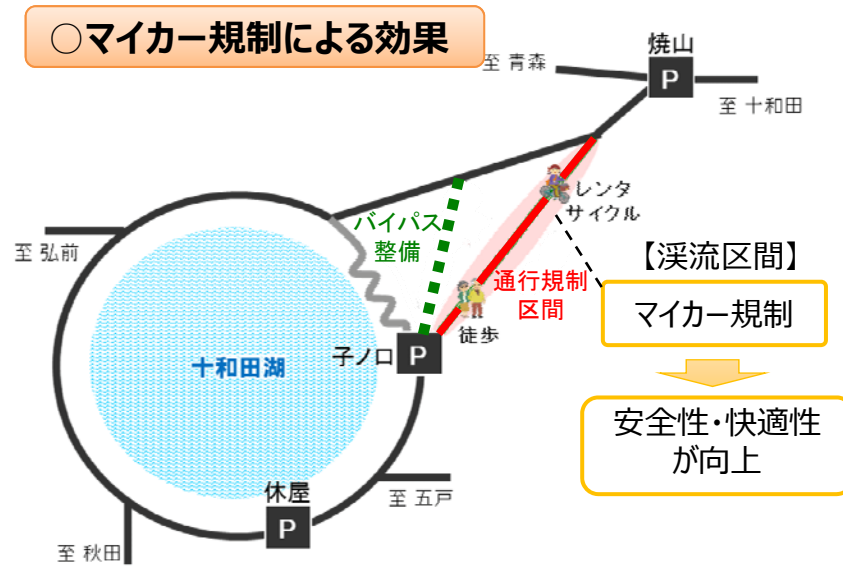 ○マイカー規制による効果
焼山
至 青森
P
至 十和田
レンタ
サイクル
バイパス
整備
至 弘前
【渓流区間】
通行規制
区間
マイカー規制
徒歩
子ノ口
P
十和田湖
安全性・快適性
が向上
休屋
至 五戸
P
至 秋田